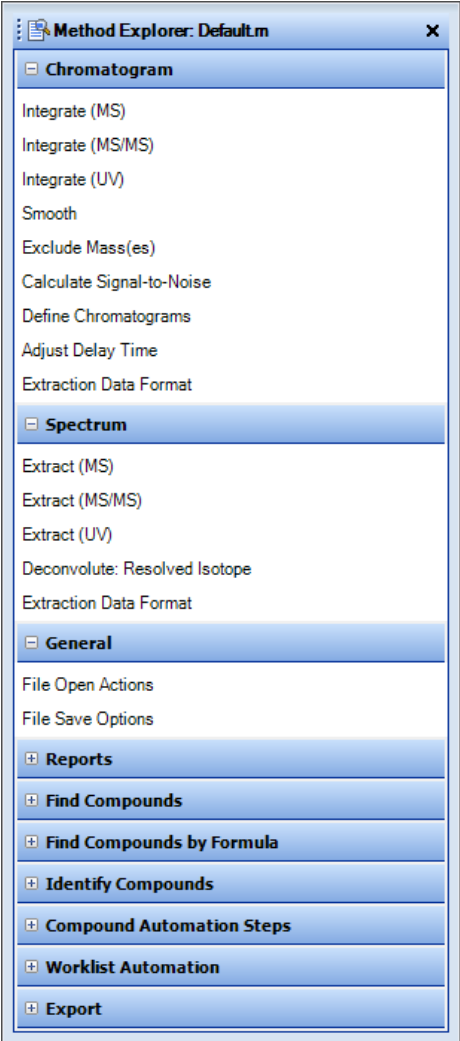 Method Explorer: Default.m
Chromatogram
Integrate (MS)
Integrate (MS/MS)
Integrate (UV)
Smooth
Exclude Mass(es)
Calculate Signal-to-Noise
Define Chromatograms
Adjust Delay Time
Extraction Data Format
Spectrum
Extract (MS)
Extract (MS/MS)
Extract (UV)
Deconvolute: Resolved Isotope
Extraction Data Format
General
File Open Actions
File Save Options
Reports
Find Compounds
Find Compounds by Formula
Identify Compounds
Compound Automation Steps
Worklist Automation
Export